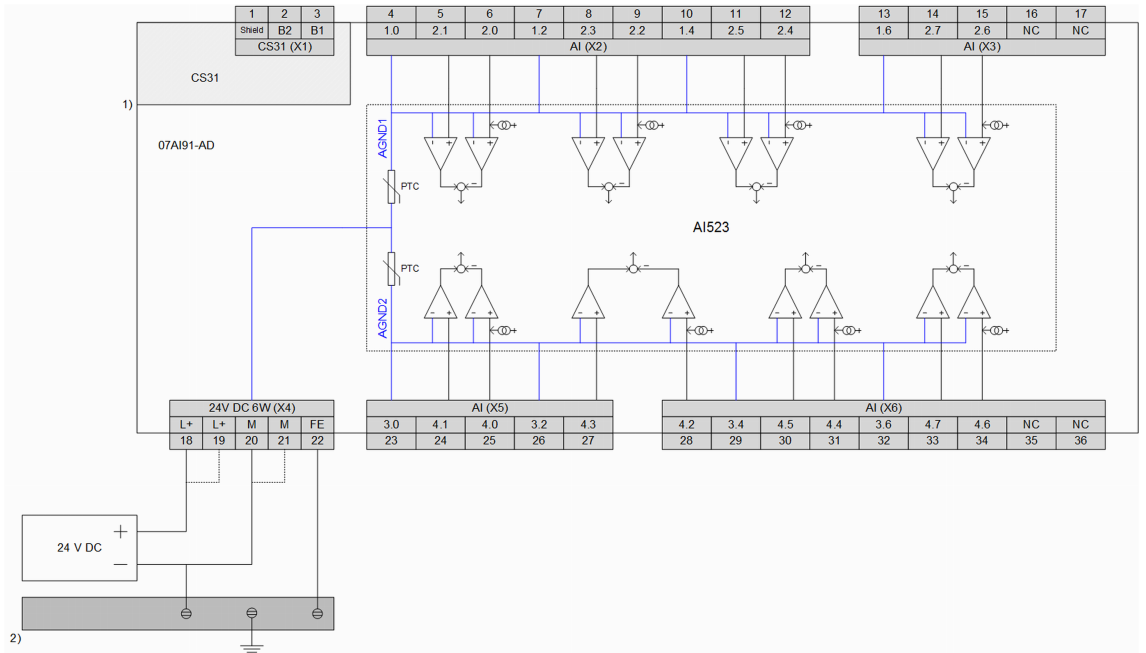 1 2 3 4 5 6 7 8 9 10 11 12 13 14 15 16 17
Shield B2 B1 1.0 2.1 2.0 1.2 2.3 2.2 1.4 2.5 2.4 1.6 2.7 2.6 NC NC
CS31 (X1) AI (X2) AI (X3)
CS31
1)
07AI91-AD
AGND1
PTC
AI523
PTC
AGND2
24V DC 6W (X4) AI (X5) AI (X6)
L+ L+ M M FE 3.0 4.1 4.0 3.2 4.3 4.2 3.4 4.5 4.4 3.6 4.7 4.6 NC NC
18 19 20 21 22 23 24 25 26 27 28 29 30 31 32 33 34 35 36
+
24 V DC
−
2)